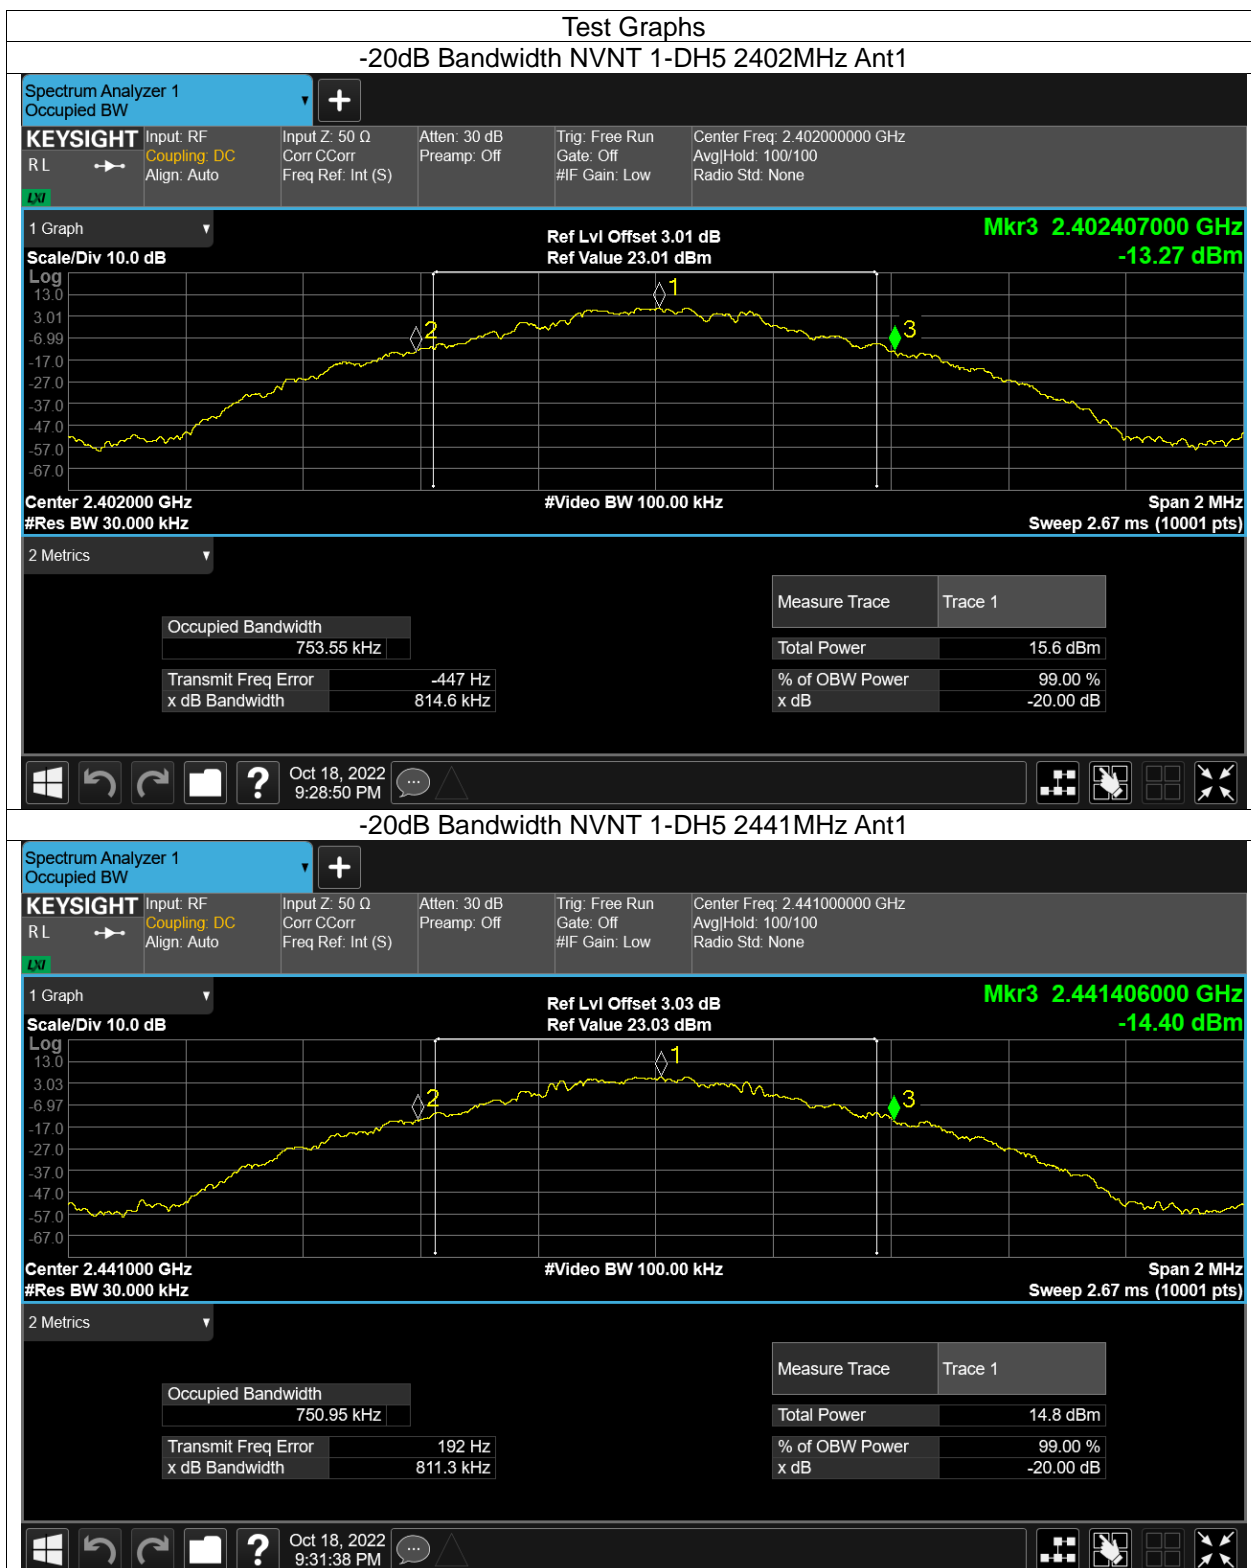 Test Graphs
-20dB Bandwidth NVNT 1-DH5 2402MHz Ant1
Spectrum Analyzer 1
Occupied BW
KEYSIGHT
R L
LXI
Input: RF
Coupling: DC
Align: Auto
Input Z: 50 Ω
Corr CCorr
Freq Ref: Int (S)
Atten: 30 dB
Preamp: Off
Trig: Free Run
Gate: Off
#IF Gain: Low
Center Freq: 2.402000000 GHz
Avg|Hold: 100/100
Radio Std: None
1 Graph
Scale/Div 10.0 dB
Ref Lvl Offset 3.01 dB
Ref Value 23.01 dBm
Mkr3 2.402407000 GHz
-13.27 dBm
Log
13.0
3.01
-6.99
-17.0
-27.0
-37.0
-47.0
-57.0
-67.0
1
2
3
Center 2.402000 GHz
#Res BW 30.000 kHz
#Video BW 100.00 kHz
Span 2 MHz
Sweep 2.67 ms (10001 pts)
2 Metrics
Occupied Bandwidth
753.55 kHz
Transmit Freq Error -447 Hz
x dB Bandwidth 814.6 kHz
Measure Trace Trace 1
Total Power 15.6 dBm
% of OBW Power 99.00 %
x dB -20.00 dB
Oct 18, 2022
9:28:50 PM
-20dB Bandwidth NVNT 1-DH5 2441MHz Ant1
Spectrum Analyzer 1
Occupied BW
KEYSIGHT
R L
LXI
Input: RF
Coupling: DC
Align: Auto
Input Z: 50 Ω
Corr CCorr
Freq Ref: Int (S)
Atten: 30 dB
Preamp: Off
Trig: Free Run
Gate: Off
#IF Gain: Low
Center Freq: 2.441000000 GHz
Avg|Hold: 100/100
Radio Std: None
1 Graph
Scale/Div 10.0 dB
Ref Lvl Offset 3.03 dB
Ref Value 23.03 dBm
Mkr3 2.441406000 GHz
-14.40 dBm
Log
13.0
3.03
-6.97
-17.0
-27.0
-37.0
-47.0
-57.0
-67.0
1
2
3
Center 2.441000 GHz
#Res BW 30.000 kHz
#Video BW 100.00 kHz
Span 2 MHz
Sweep 2.67 ms (10001 pts)
2 Metrics
Occupied Bandwidth
750.95 kHz
Transmit Freq Error 192 Hz
x dB Bandwidth 811.3 kHz
Measure Trace Trace 1
Total Power 14.8 dBm
% of OBW Power 99.00 %
x dB -20.00 dB
Oct 18, 2022
9:31:38 PM